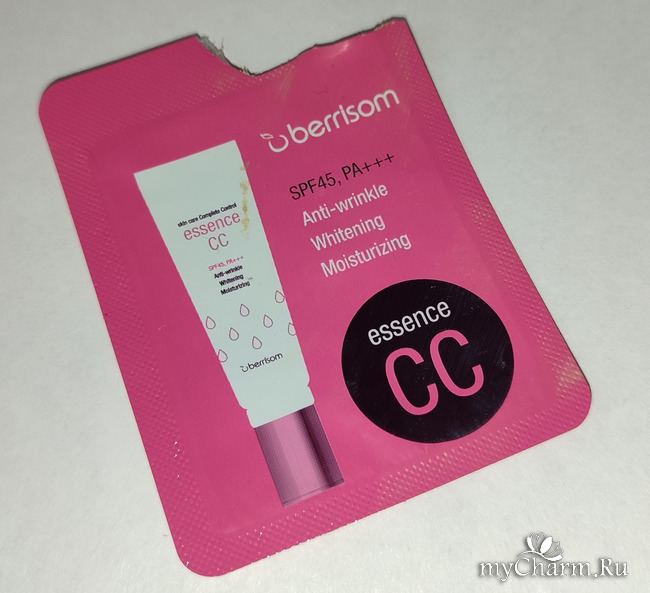 berrisom
SPF45, PA+++
Anti-wrinkle
Whitening
Moisturizing
essence
CC
skin care Complete Control
essence
CC
SPF45, PA+++
Anti-wrinkle
Whitening
Moisturizing
berrisom
myCharm.Ru